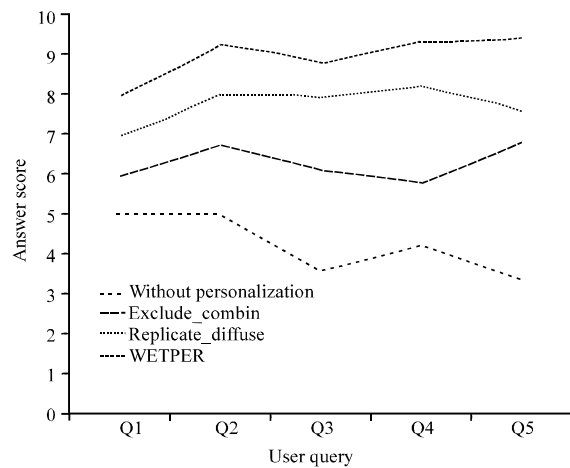 10
9
8
7
6
5
4
3
2
1
0
Answer score
Without personalization
Exclude_combin
Replicate_diffuse
WETPER
Q1 Q2 Q3 Q4 Q5
User query